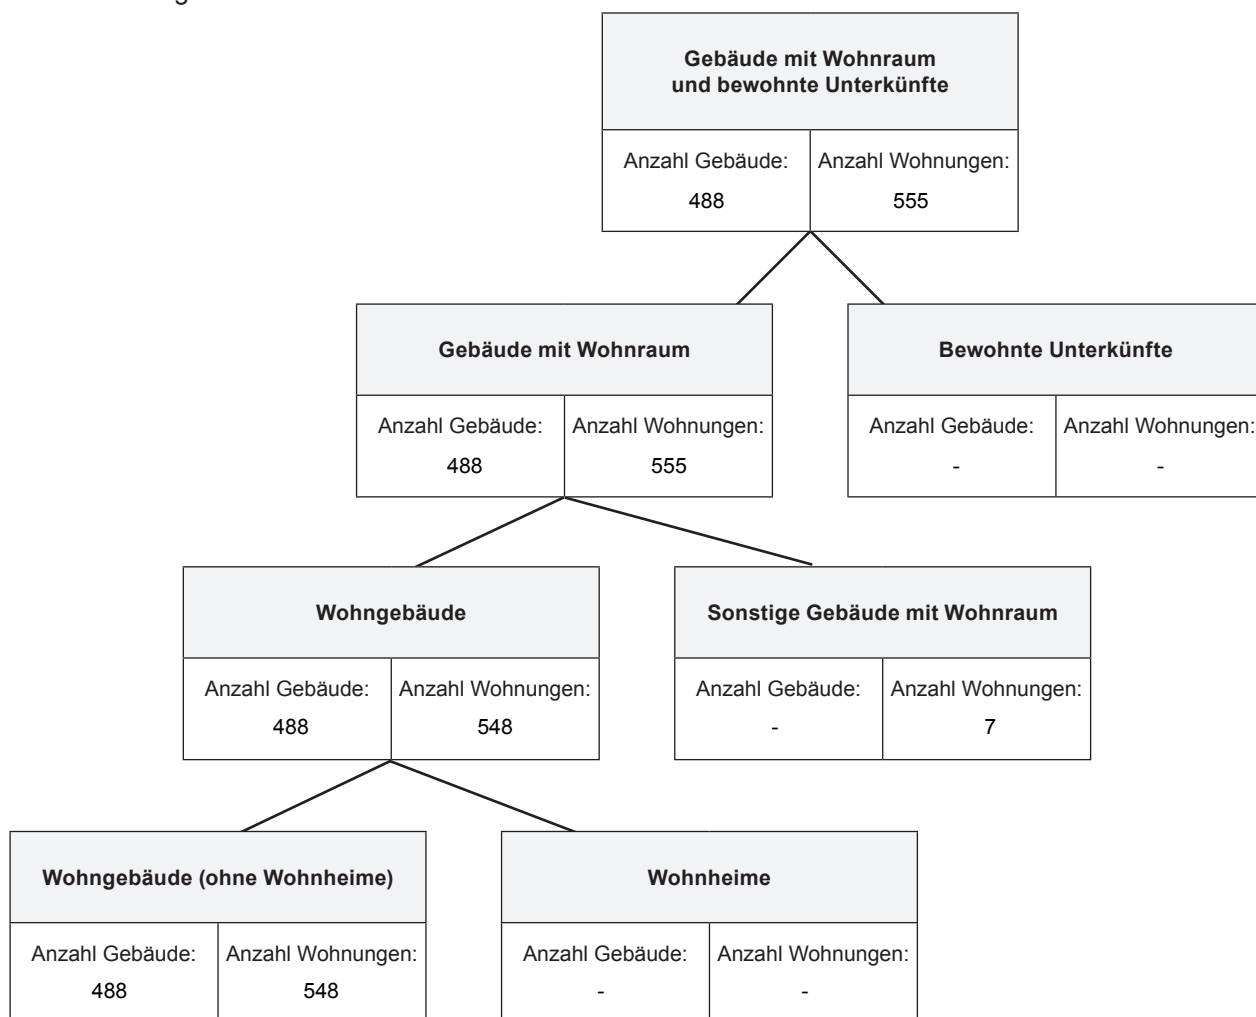 Gebäude mit Wohnraum
und bewohnte Unterkünfte
Anzahl Gebäude: Anzahl Wohnungen:
488 555
Gebäude mit Wohnraum Bewohnte Unterkünfte
Anzahl Gebäude: Anzahl Wohnungen: Anzahl Gebäude: Anzahl Wohnungen:
488 555 - -
Wohngebäude Sonstige Gebäude mit Wohnraum
Anzahl Gebäude: Anzahl Wohnungen: Anzahl Gebäude: Anzahl Wohnungen:
488 548 - 7
Wohngebäude (ohne Wohnheime) Wohnheime
Anzahl Gebäude: Anzahl Wohnungen: Anzahl Gebäude: Anzahl Wohnungen:
488 548 - -